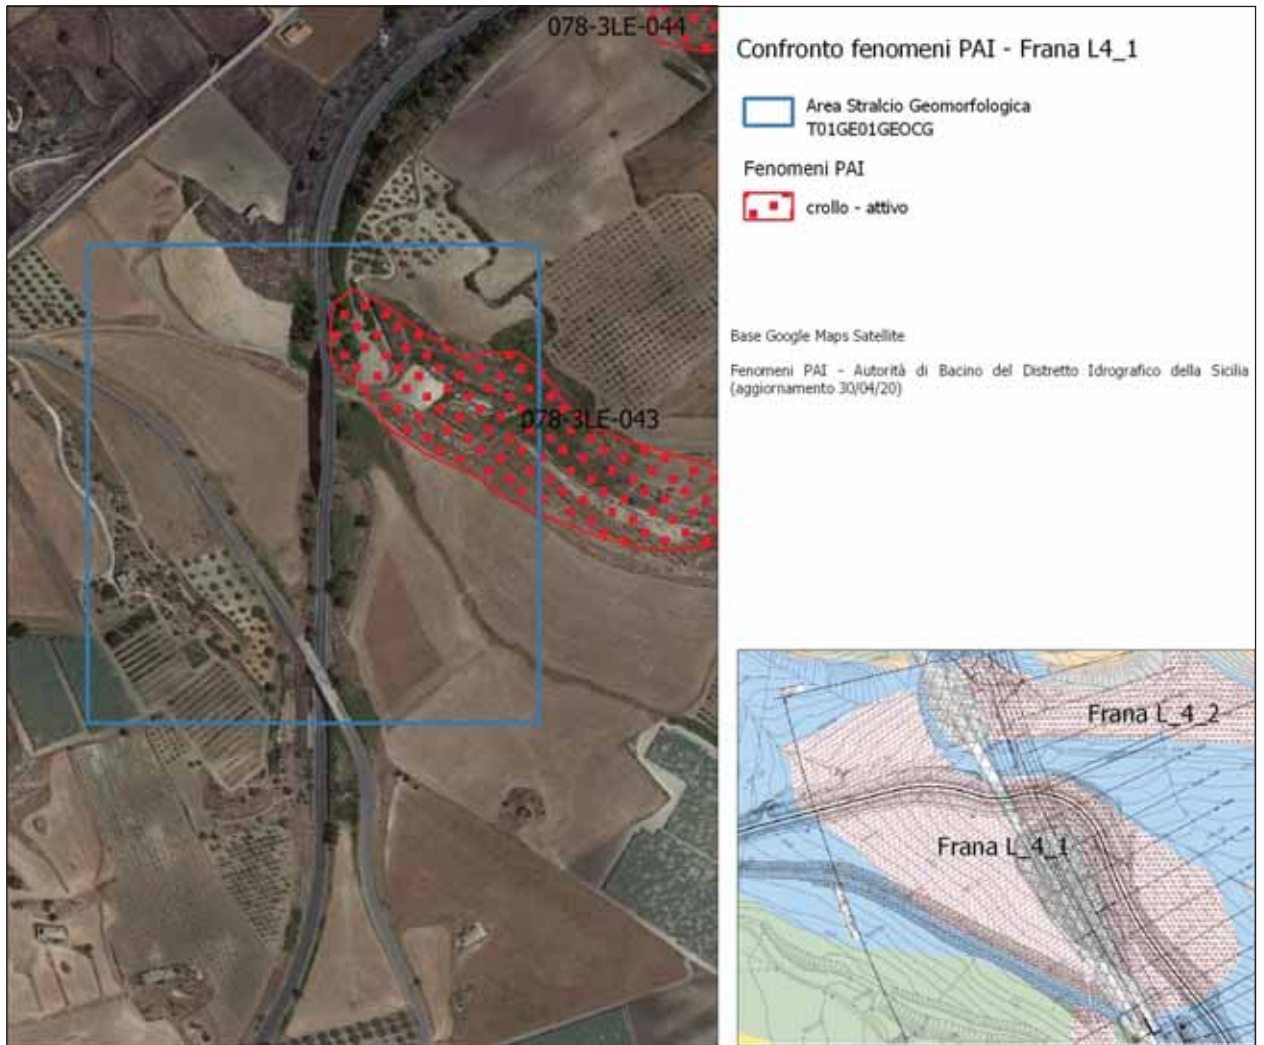 078-3LE-044
078-3LE-043
Confronto fenomeni PAI - Frana L4_1
Area Stralcio Geomorfologica
T01GE01GEOCG
Fenomeni PAI
crollo - attivo
Base Google Maps Satellite
Fenomeni PAI - Autorità di Bacino del Distretto Idrografico della Sicilia
(aggiornamento 30/04/20)
Frana L_4_2
Frana L_4_1